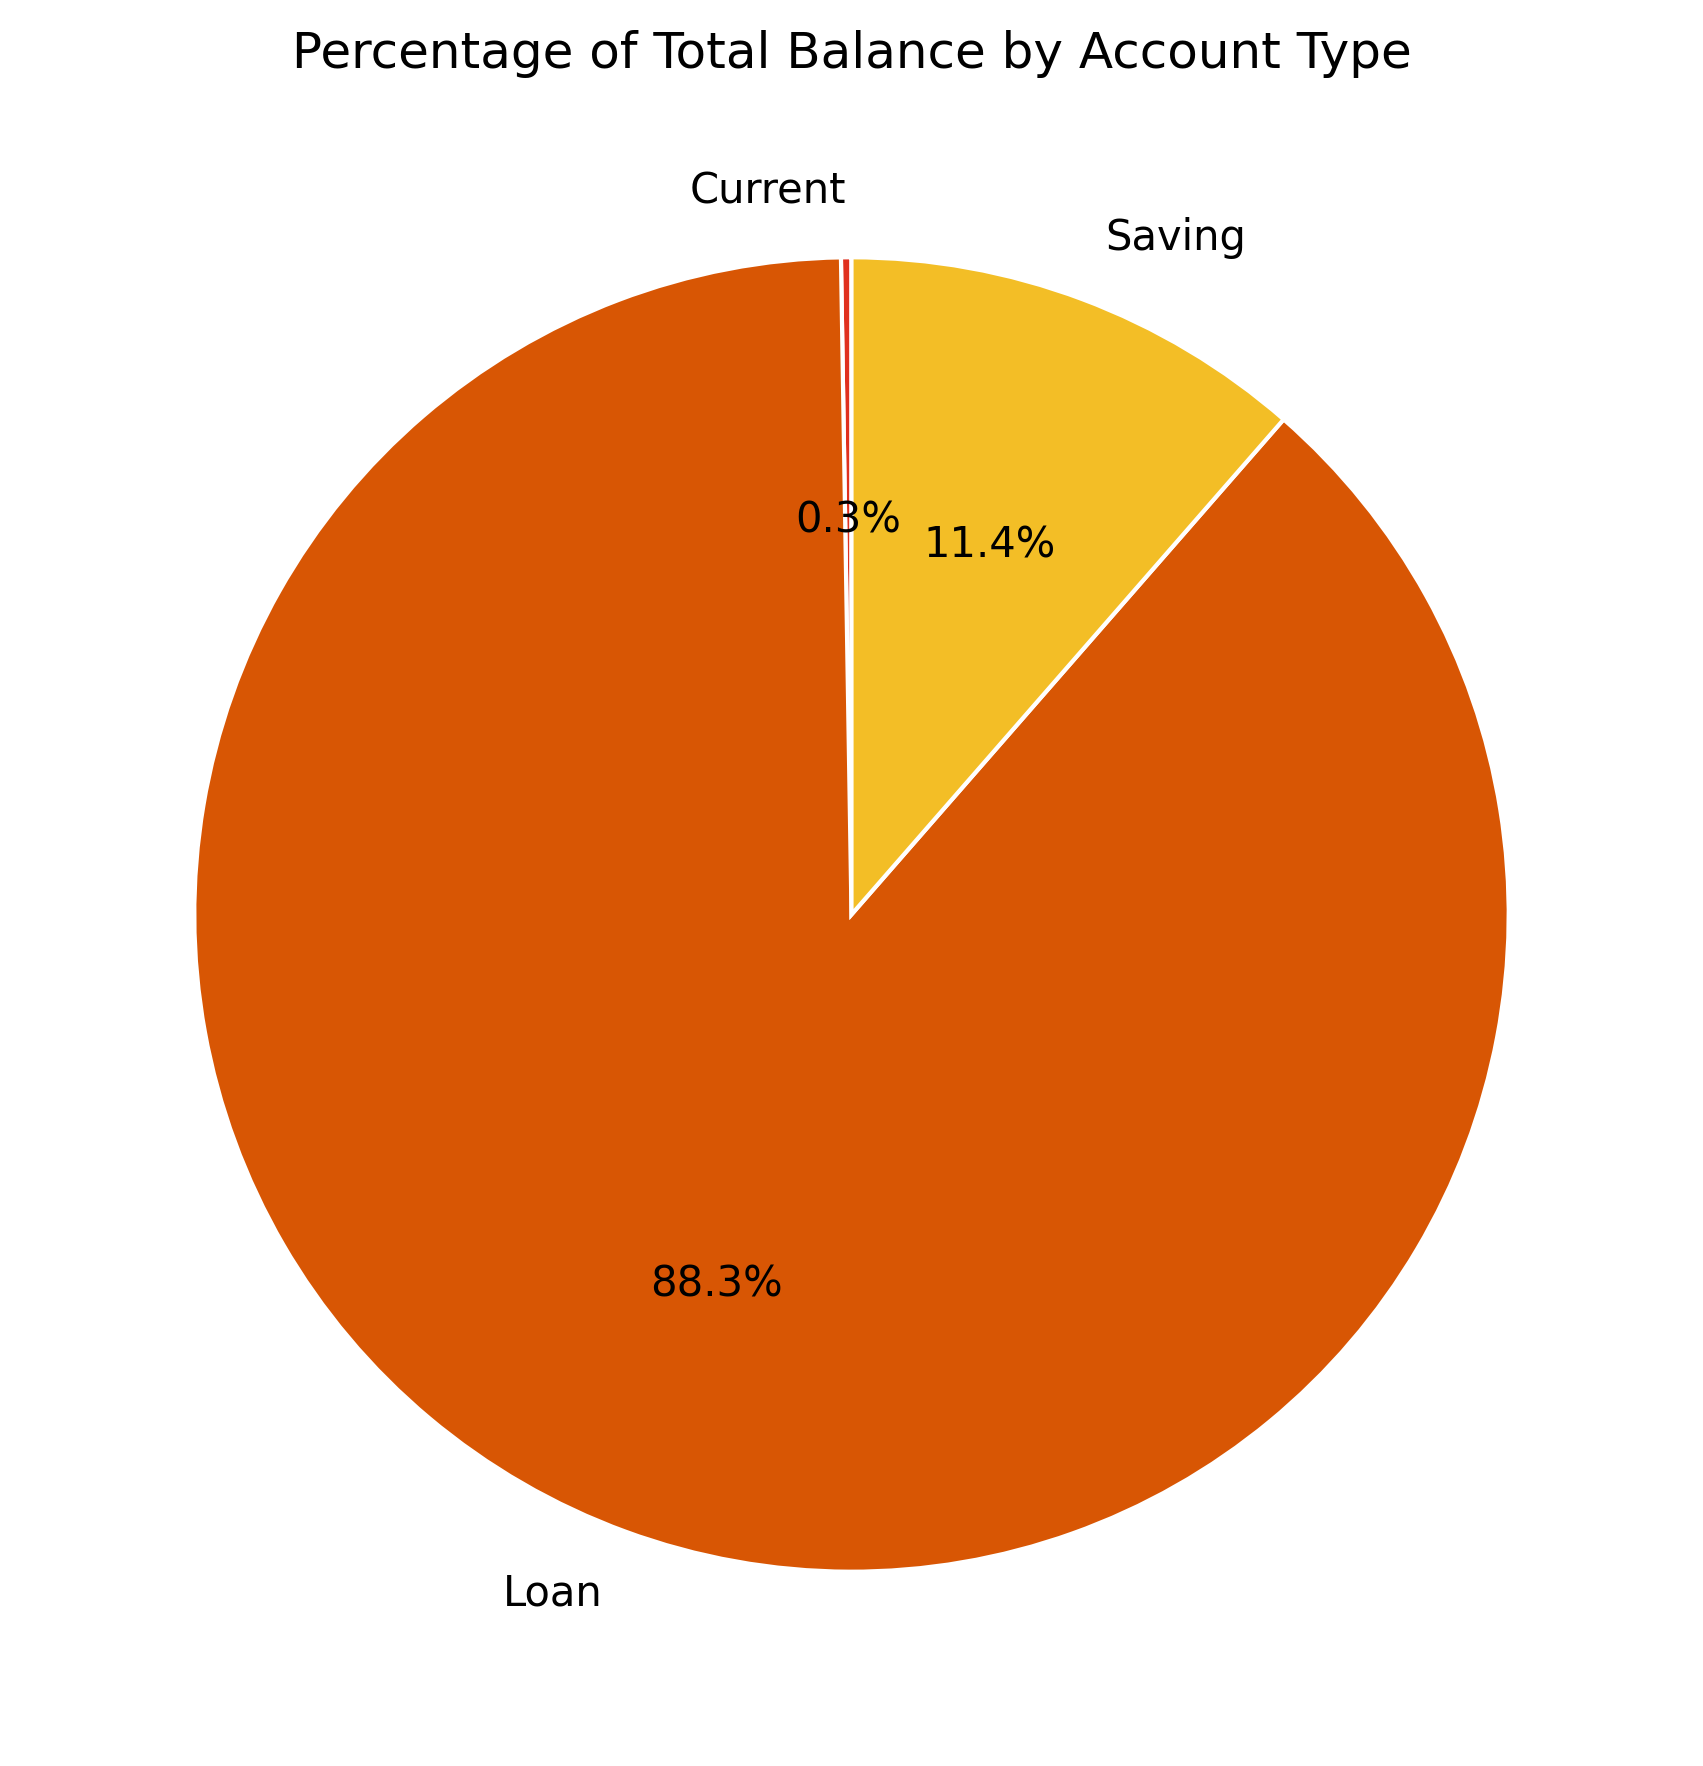 Percentage of Total Balance by Account Type
Current
Saving
0.3%
11.4%
88.3%
Loan